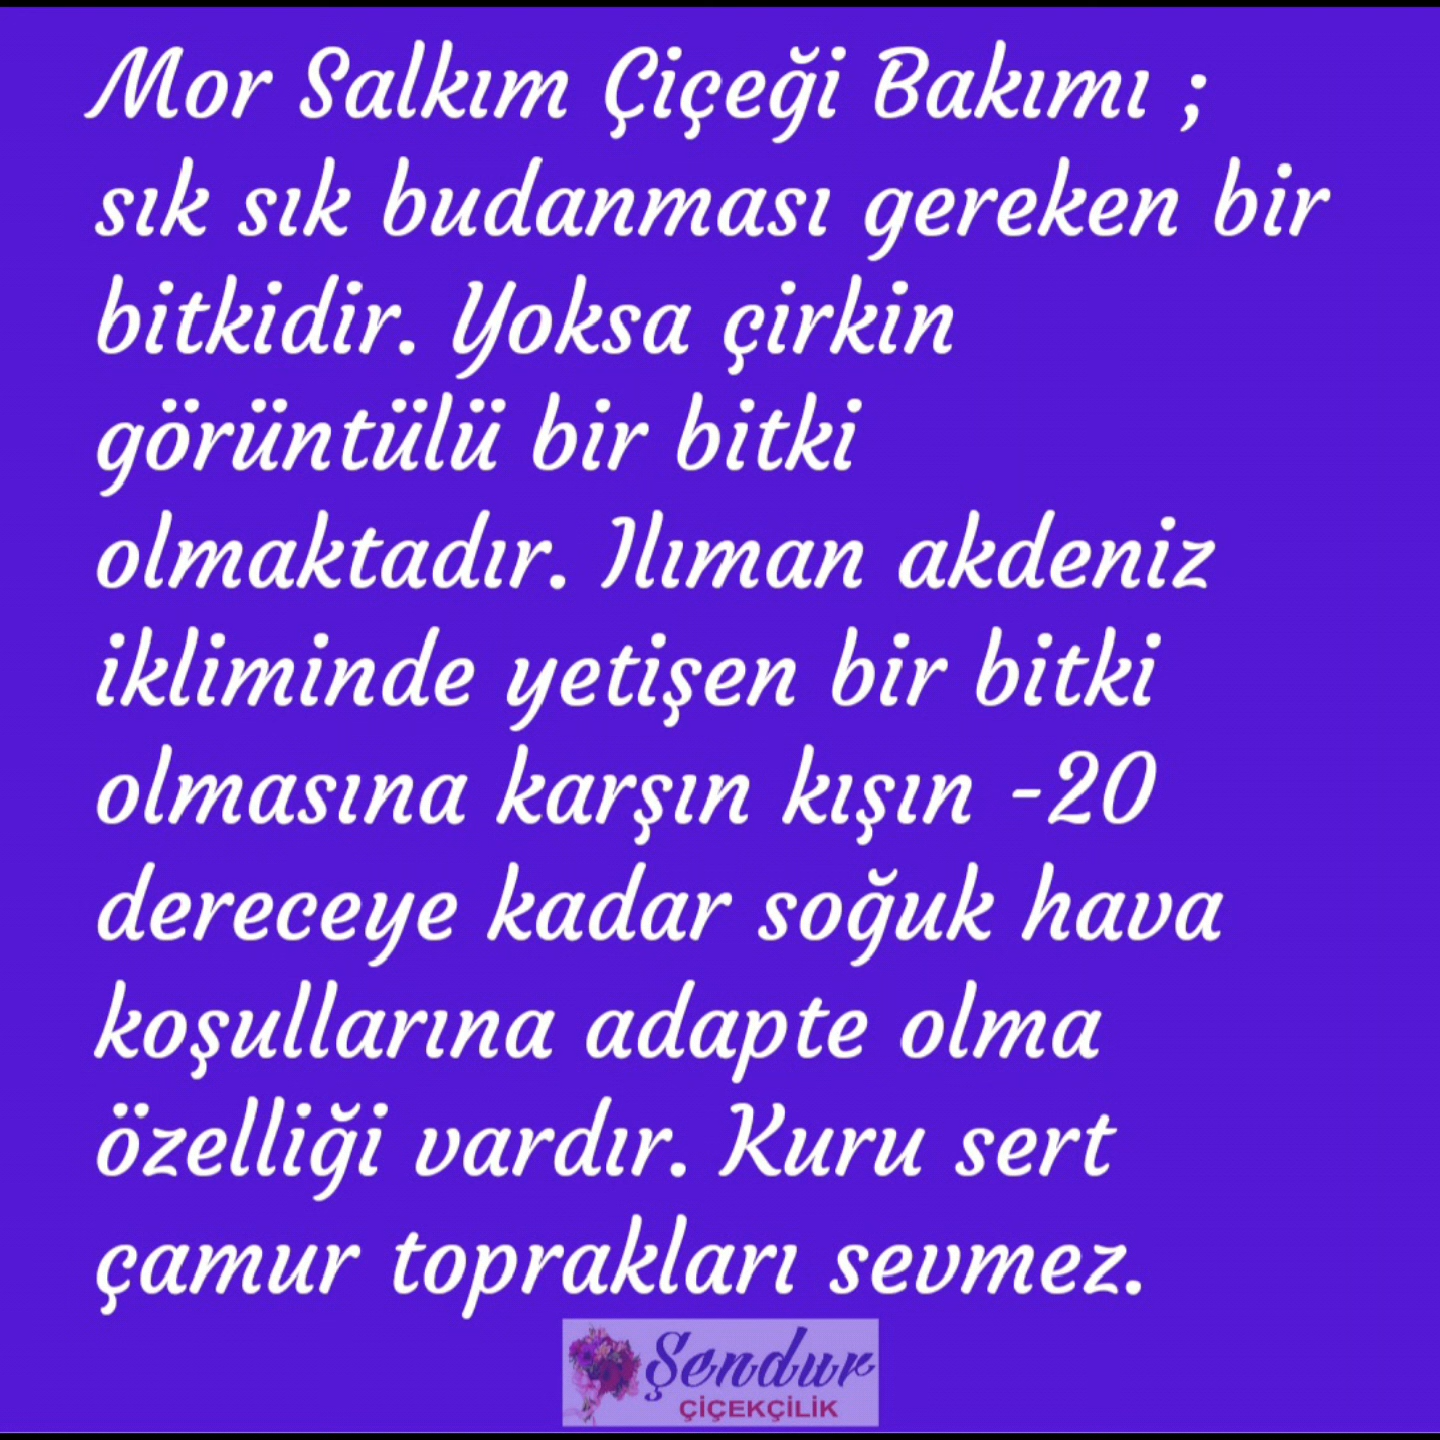 Mor Salkım Çiçeği Bakımı ;
sık sık budanması gereken bir
bitkidir. Yoksa çirkin
görüntülü bir bitki
olmaktadır. Ilıman akdeniz
ikliminde yetişen bir bitki
olmasına karşın kışın -20
dereceye kadar soğuk hava
koşullarına adapte olma
özelliği vardır. Kuru sert
çamur toprakları sevmez.
Şendur
ÇİÇEKÇİLİK